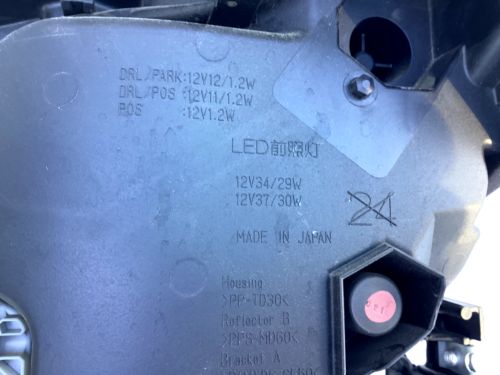 DRL/PARK:12V12/1.2W
DRL/POS :12V11/1.2W
POS :12V1.2W
LED前照灯
12V34/29W
12V37/30W
24
MADE IN JAPAN
Housing
>PP-TD30<
Reflector B
>PPS-MD60<
Bracket A